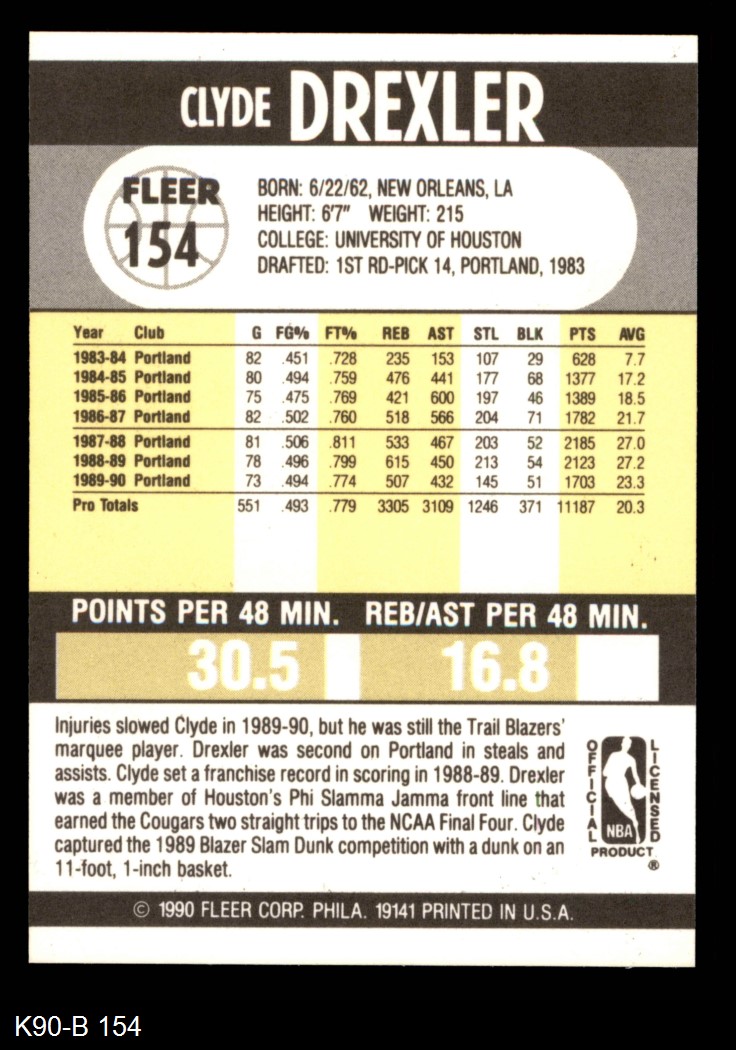 CLYDE DREXLER
FLEER
154
BORN: 6/22/62, NEW ORLEANS, LA
HEIGHT: 6'7" WEIGHT: 215
COLLEGE: UNIVERSITY OF HOUSTON
DRAFTED: 1ST RD-PICK 14, PORTLAND, 1983
Year Club G FG% FT% REB AST STL BLK PTS AVG
1983-84 Portland 82 .451 .728 235 153 107 29 628 7.7
1984-85 Portland 80 .494 .759 476 441 177 68 1377 17.2
1985-86 Portland 75 .475 .769 421 600 197 46 1389 18.5
1986-87 Portland 82 .502 .760 518 566 204 71 1782 21.7
1987-88 Portland 81 .506 .811 533 467 203 52 2185 27.0
1988-89 Portland 78 .496 .799 615 450 213 54 2123 27.2
1989-90 Portland 73 .494 .774 507 432 145 51 1703 23.3
Pro Totals 551 .493 .779 3305 3109 1246 371 11187 20.3
POINTS PER 48 MIN. REB/AST PER 48 MIN.
30.5 16.8
Injuries slowed Clyde in 1989-90, but he was still the Trail Blazers'
marquee player. Drexler was second on Portland in steals and
assists. Clyde set a franchise record in scoring in 1988-89. Drexler
was a member of Houston's Phi Slamma Jamma front line that
earned the Cougars two straight trips to the NCAA Final Four. Clyde
captured the 1989 Blazer Slam Dunk competition with a dunk on an
11-foot, 1-inch basket.
OFFICIAL
LICENSED
NBA
PRODUCT
®
© 1990 FLEER CORP. PHILA. 19141 PRINTED IN U.S.A.
K90-B 154